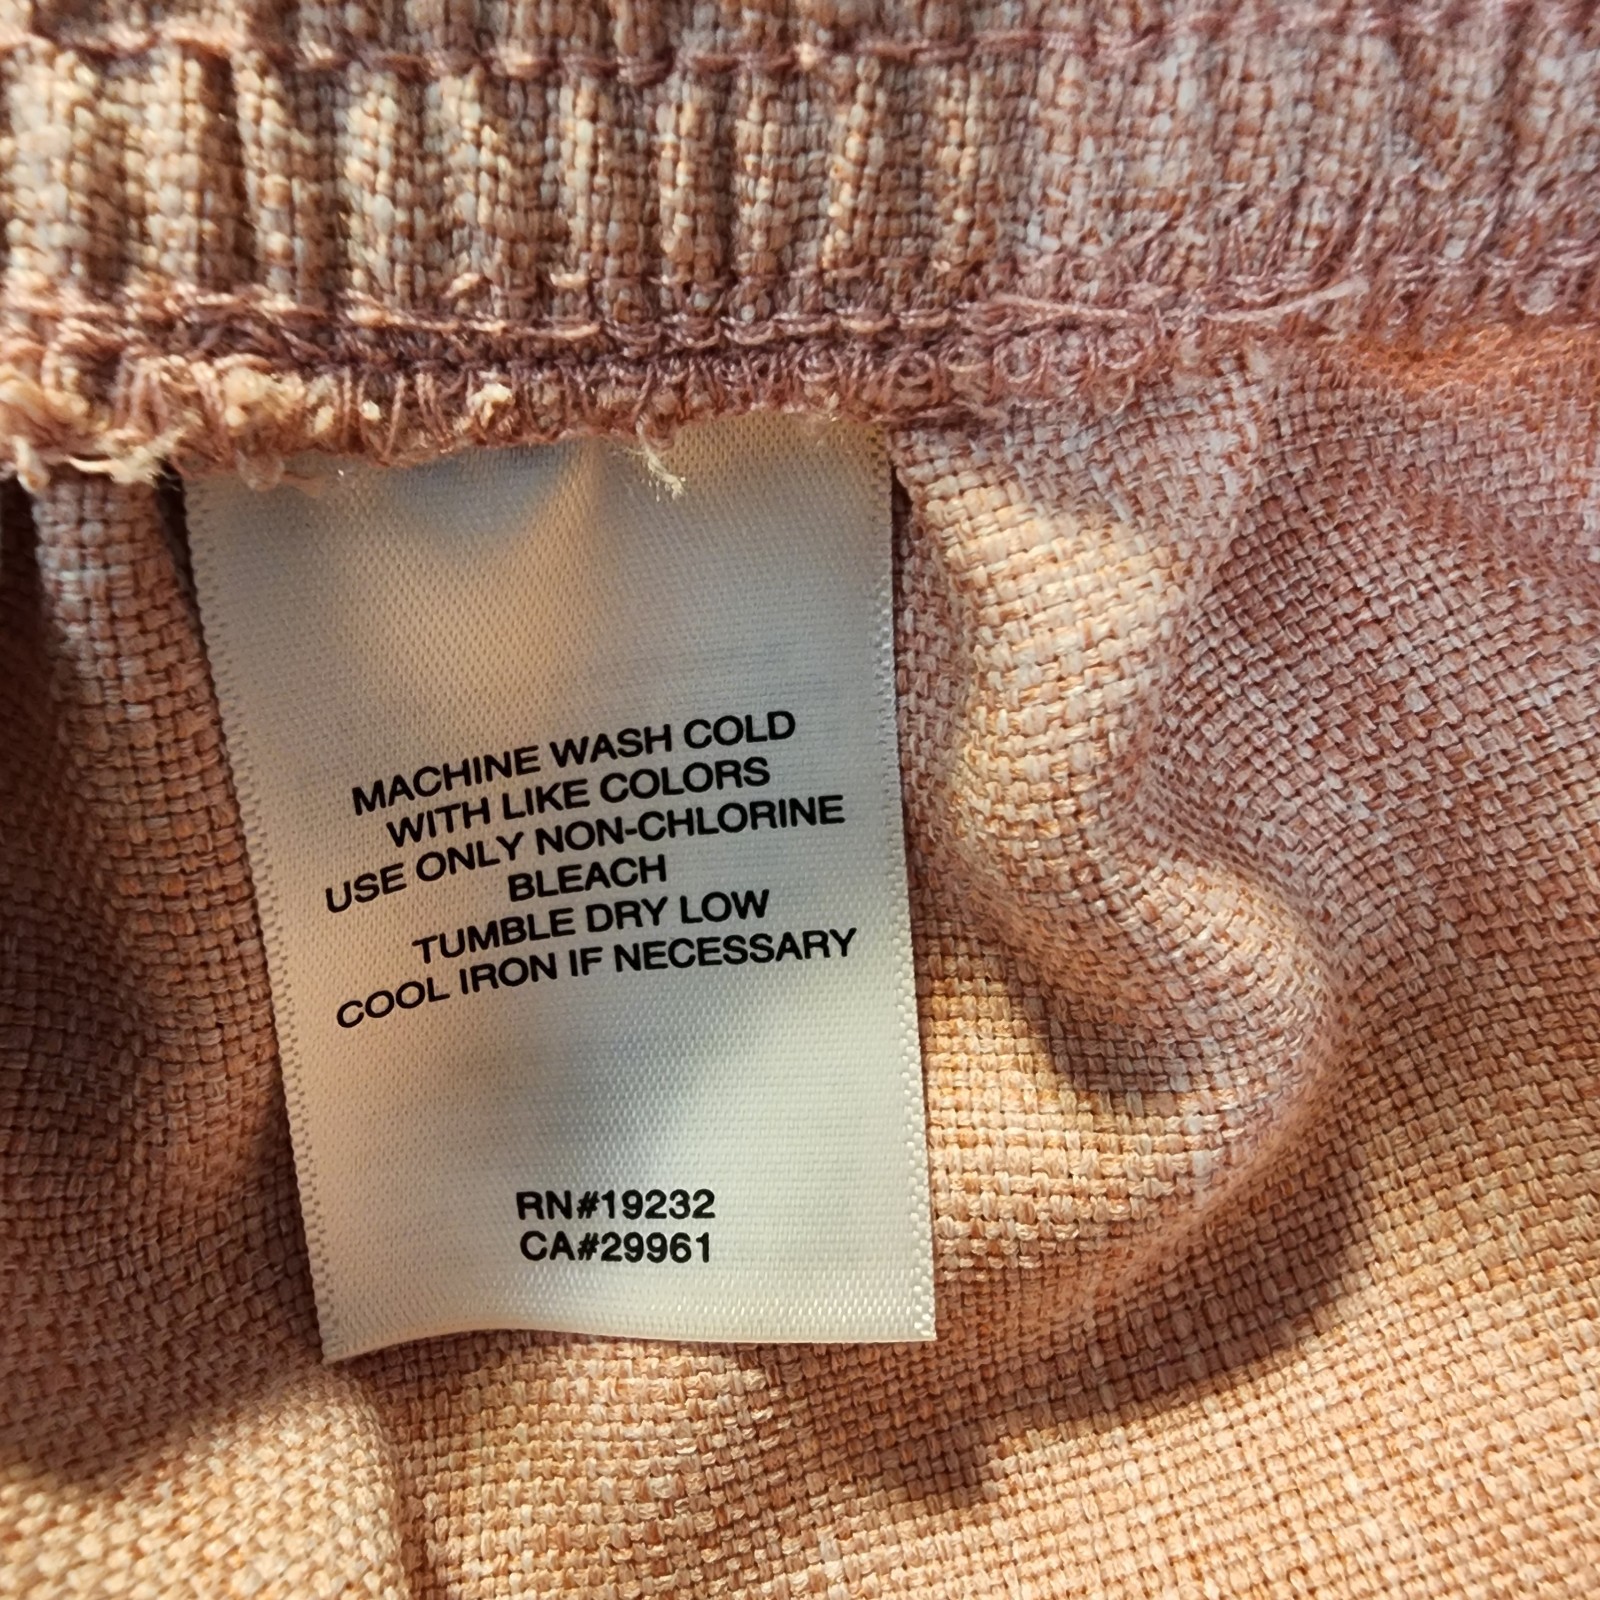 MACHINE WASH COLD
WITH LIKE COLORS
USE ONLY NON-CHLORINE
BLEACH
TUMBLE DRY LOW
COOL IRON IF NECESSARY
RN#19232
CA#29961